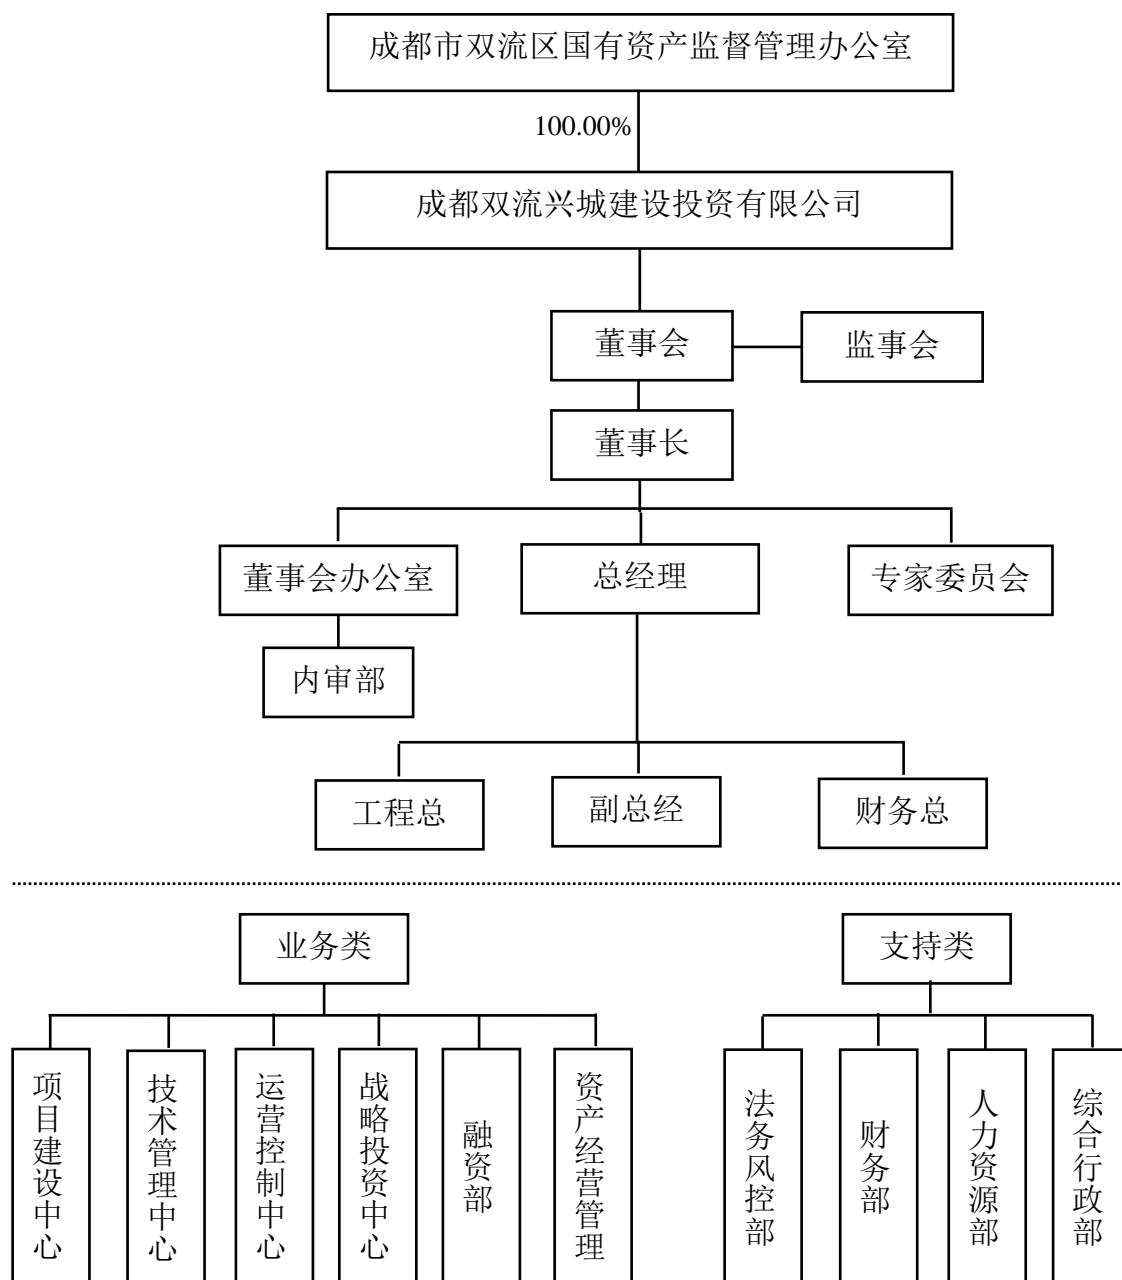 成都市双流区国有资产监督管理办公室
100.00%
成都双流兴城建设投资有限公司
董事会
监事会
董事长
董事会办公室
总经理
专家委员会
内审部
工程总
副总经
财务总
业务类
支持类
项目建设中心
技术管理中心
运营控制中心
战略投资中心
融资部
资产经营管理
法务风控部
财务部
人力资源部
综合行政部